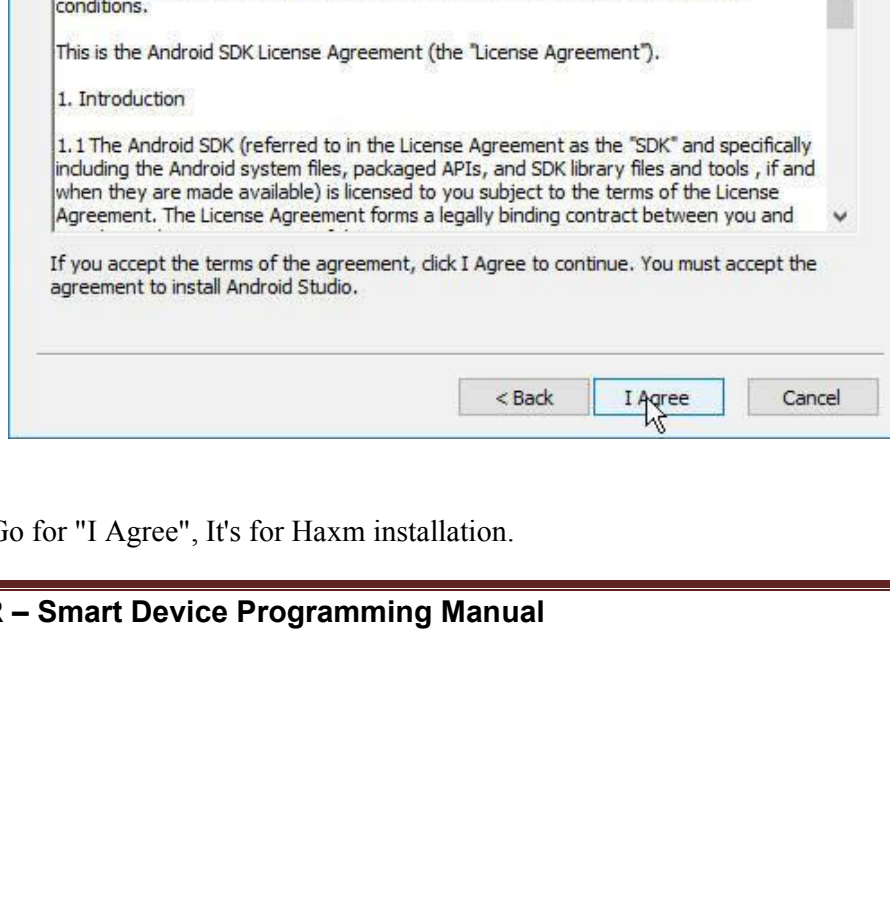 conditions.
This is the Android SDK License Agreement (the "License Agreement").
1. Introduction
1.1 The Android SDK (referred to in the License Agreement as the "SDK" and specifically
including the Android system files, packaged APIs, and SDK library files and tools , if and
when they are made available) is licensed to you subject to the terms of the License
Agreement. The License Agreement forms a legally binding contract between you and
If you accept the terms of the agreement, click I Agree to continue. You must accept the
agreement to install Android Studio.
< Back I Agree Cancel
Go for "I Agree", It's for Haxm installation.
R – Smart Device Programming Manual